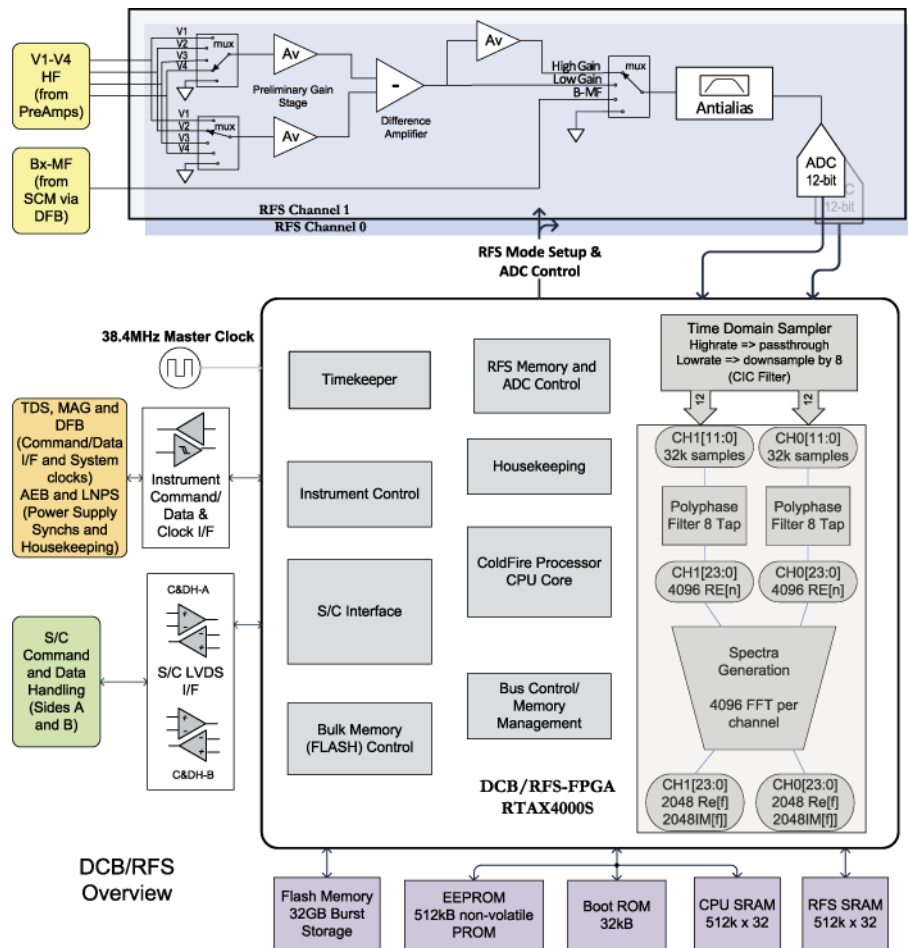 V1-V4
HF
(from
PreAmps)
Bx-MF
(from
SCM via
DFB)
V1
V2
V3
V4
mux
V1
V2
V3
V4
mux
Av
Preliminary Gain
Stage
Av
-
Difference
Amplifier
Av
High Gain
Low Gain
B-MF
mux
Antialias
ADC
12-bit
C
12-bit
RFS Channel 1
RFS Channel 0
RFS Mode Setup &
ADC Control
38.4MHz Master Clock
TDS, MAG and
DFB
(Command/Data
I/F and System
clocks)
AEB and LNPS
(Power Supply
Synchs and
Housekeeping)
Instrument
Command/
Data &
Clock I/F
S/C
Command
and Data
Handling
(Sides A
and B)
C&DH-A
S/C LVDS
I/F
C&DH-B
Timekeeper
Instrument Control
S/C Interface
Bulk Memory
(FLASH) Control
RFS Memory and
ADC Control
Housekeeping
ColdFire Processor
CPU Core
Bus Control/
Memory
Management
DCB/RFS-FPGA
RTAX4000S
Time Domain Sampler
Highrate => passthrough
Lowrate => downsample by 8
(CIC Filter)
12
12
CH1[11:0]
32k samples
CH0[11:0]
32k samples
Polyphase
Filter 8 Tap
Polyphase
Filter 8 Tap
CH1[23:0]
4096 RE[n]
CH0[23:0]
4096 RE[n]
Spectra
Generation
4096 FFT per
channel
CH1[23:0]
2048 Re[f]
2048IM[f]]
CH0[23:0]
2048 Re[f]
2048IM[f]]
DCB/RFS
Overview
Flash Memory
32GB Burst
Storage
EEPROM
512kB non-volatile
PROM
Boot ROM
32kB
CPU SRAM
512k x 32
RFS SRAM
512k x 32